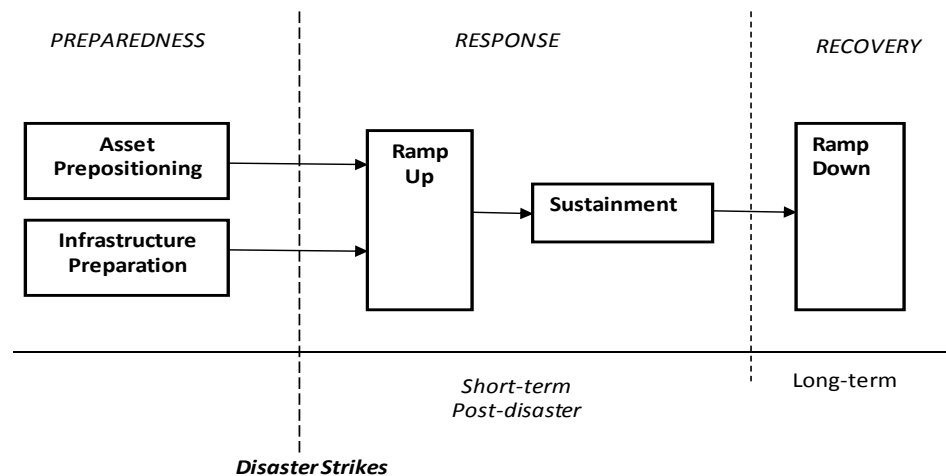 PREPAREDNESS
RESPONSE
RECOVERY
Asset
Prepositioning
Infrastructure
Preparation
Ramp
Up
Sustainment
Ramp
Down
Short-term
Post-disaster
Long-term
Disaster Strikes